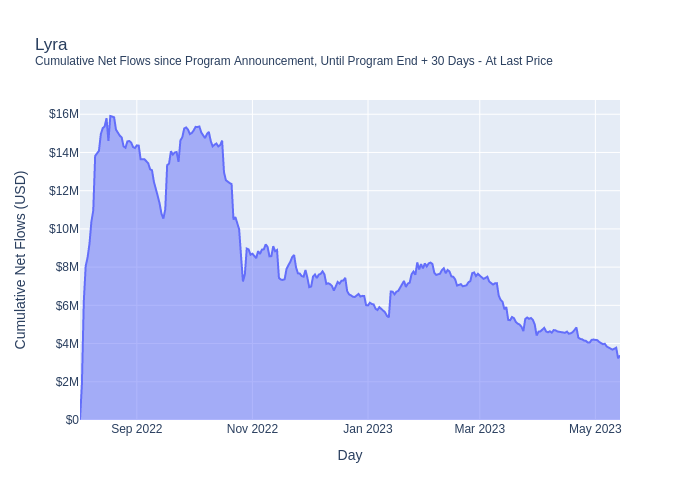 Lyra
Cumulative Net Flows since Program Announcement, Until Program End + 30 Days - At Last Price
$16M
$14M
$12M
$10M
$8M
$6M
$4M
$2M
$0
Cumulative Net Flows (USD)
Sep 2022
Nov 2022
Jan 2023
Mar 2023
May 2023
Day